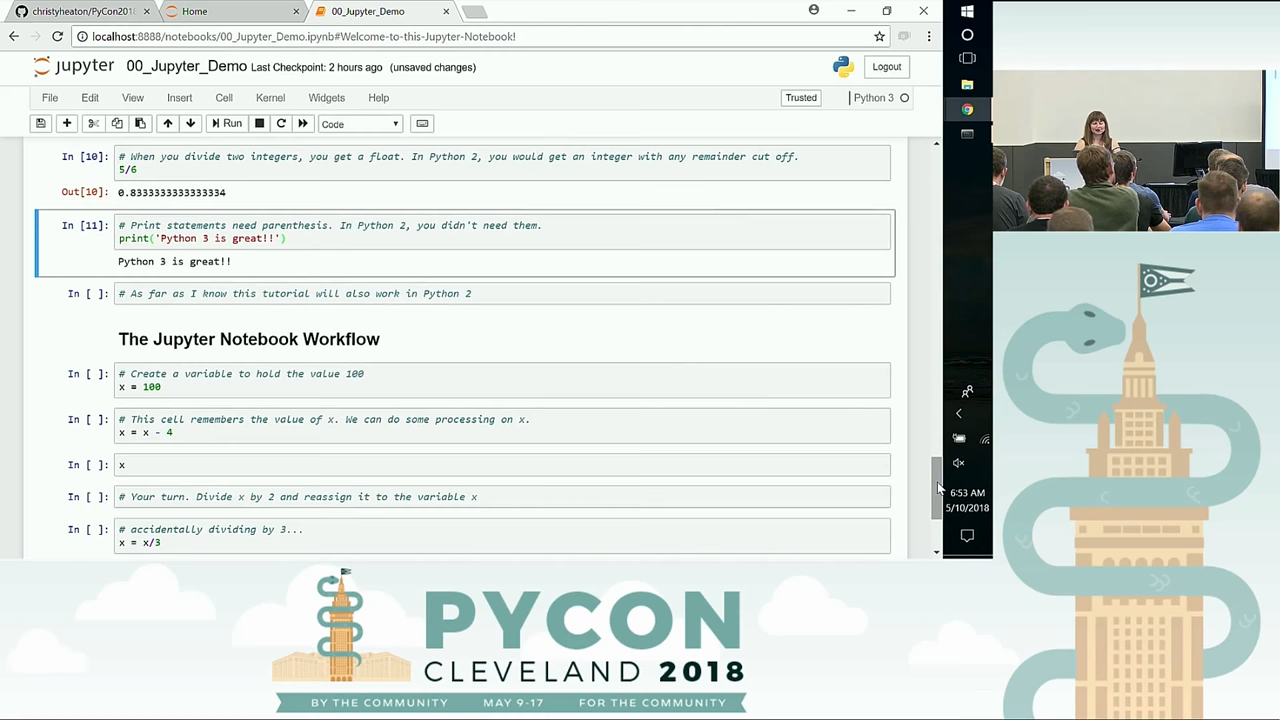 christyheaton/PyCon2018
Home
00_Jupyter_Demo
localhost:8888/notebooks/00_Jupyter_Demo.ipynb#Welcome-to-this-Jupyter-Notebook!
jupyter 00_Jupyter_Demo Last Checkpoint: 2 hours ago (unsaved changes)
Logout
File Edit View Insert Cell Kernel Widgets Help
Trusted
Python 3
Run
Code
In [10]: # When you divide two integers, you get a float. In Python 2, you would get an integer with any remainder cut off.
5/6
Out[10]: 0.8333333333333334
In [11]: # Print statements need parenthesis. In Python 2, you didn't need them.
print('Python 3 is great!!')
Python 3 is great!!
In [ ]: # As far as I know this tutorial will also work in Python 2
The Jupyter Notebook Workflow
In [ ]: # Create a variable to hold the value 100
x = 100
In [ ]: # This cell remembers the value of x. We can do some processing on x.
x = x - 4
In [ ]: x
In [ ]: # Your turn. Divide x by 2 and reassign it to the variable x
In [ ]: # accidentally dividing by 3...
x = x/3
6:53 AM
5/10/2018
PYCON
CLEVELAND 2018
BY THE COMMUNITY MAY 9-17 FOR THE COMMUNITY